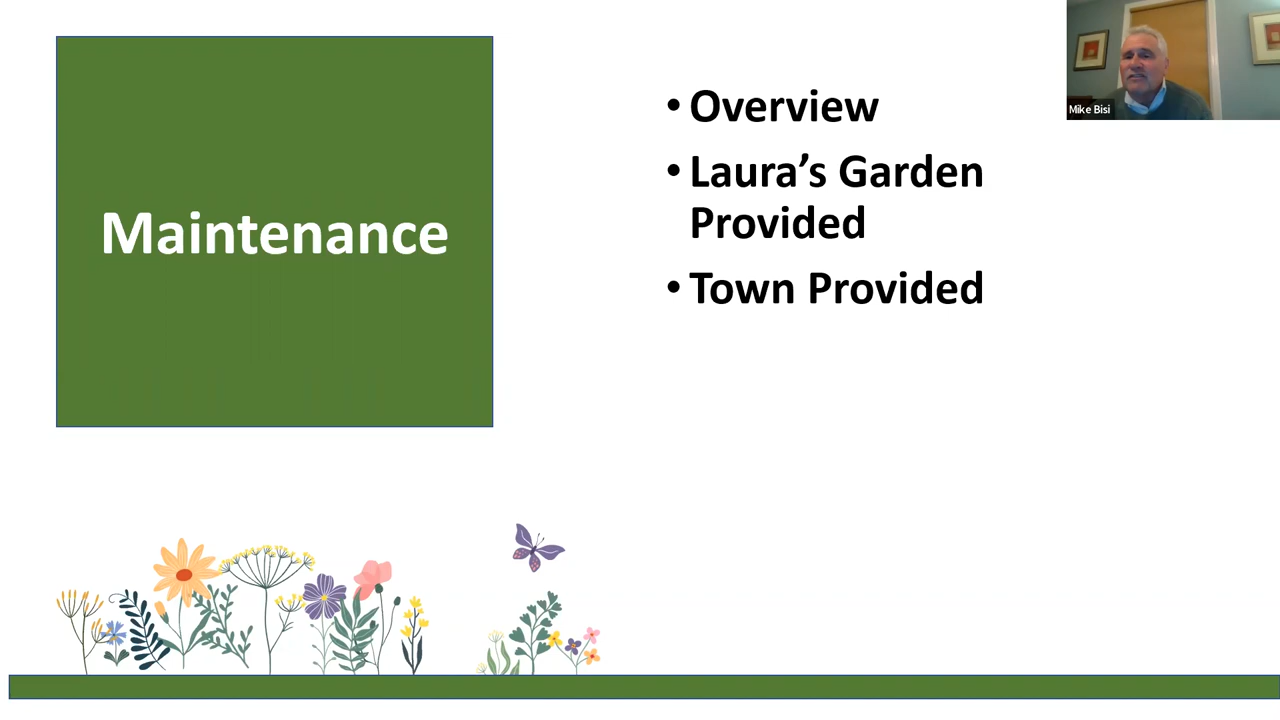 Maintenance
• Overview
• Laura’s Garden
Provided
• Town Provided
Mike Bisi